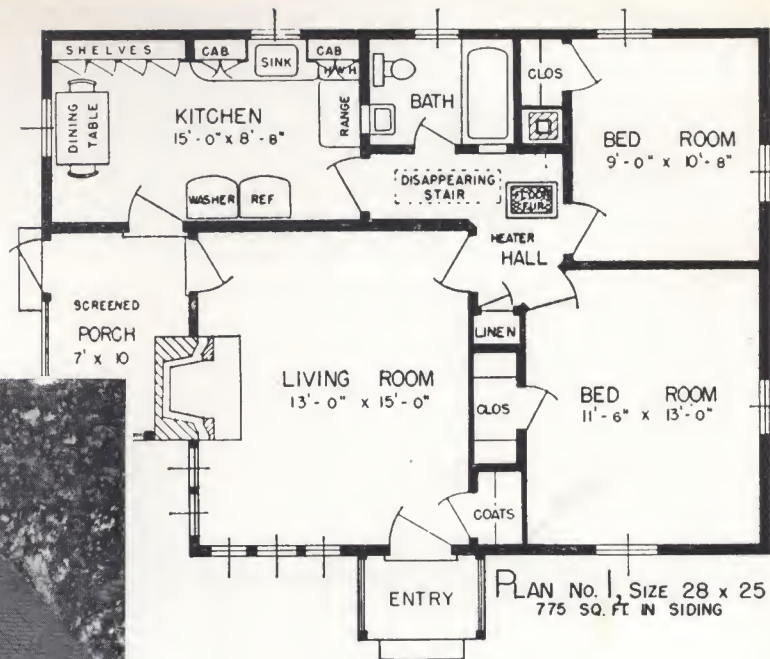 SHELVES
CAB
SINK
CAB
H W H
DINING
TABLE
KITCHEN
15'-0" x 8'-8"
RANGE
WASHER
REF
BATH
CLOS
BED ROOM
9'-0" x 10'-8"
DISAPPEARING
STAIR
FLOOR
FUR.
HEATER
HALL
SCREENED
PORCH
7' x 10
LINEN
LIVING ROOM
13'-0" x 15'-0"
CLOS
BED ROOM
11'-6" x 13'-0"
COATS
ENTRY
PLAN No. 1, SIZE 28 x 25
775 SQ. FT. IN SIDING